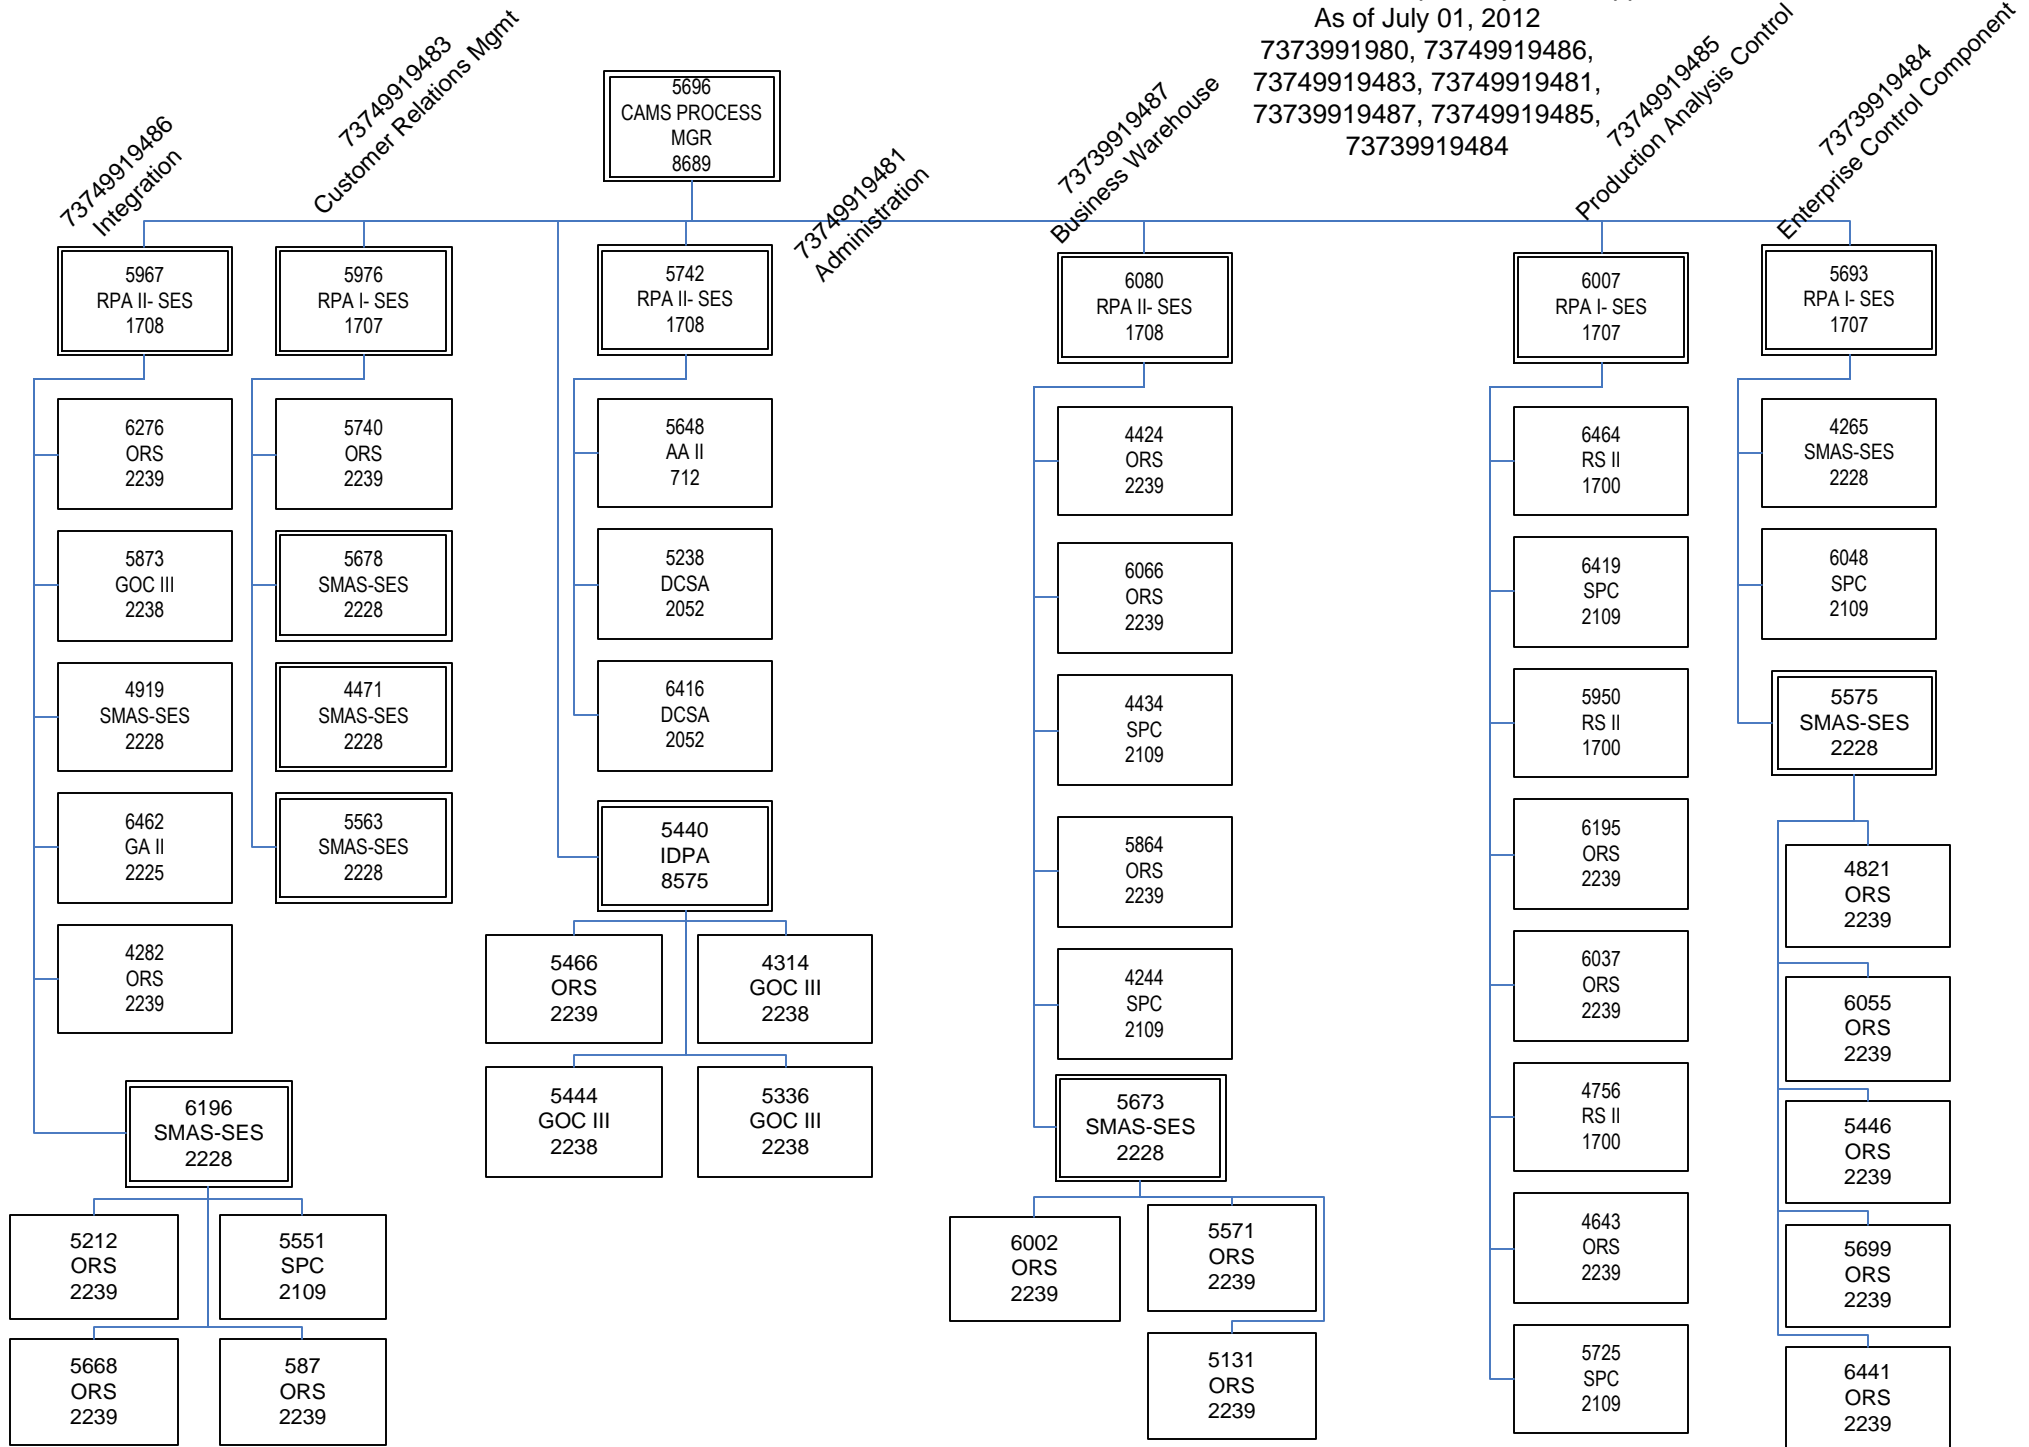 As of July 01, 2012
7373991980, 73749919486,
73749919483, 73749919481,
73739919487, 73749919485,
73739919484
73749919486
Integration
73749919483
Customer Relations Mgmt
73749919481
Administration
73739919487
Business Warehouse
73749919485
Production Analysis Control
73739919484
Enterprise Control Component
5696
CAMS PROCESS
MGR
8689
5967
RPA II- SES
1708
6276
ORS
2239
5873
GOC III
2238
4919
SMAS-SES
2228
6462
GA II
2225
4282
ORS
2239
6196
SMAS-SES
2228
5212
ORS
2239
5551
SPC
2109
5668
ORS
2239
587
ORS
2239
5976
RPA I- SES
1707
5740
ORS
2239
5678
SMAS-SES
2228
4471
SMAS-SES
2228
5563
SMAS-SES
2228
5742
RPA II- SES
1708
5648
AA II
712
5238
DCSA
2052
6416
DCSA
2052
5440
IDPA
8575
5466
ORS
2239
4314
GOC III
2238
5444
GOC III
2238
5336
GOC III
2238
6080
RPA II- SES
1708
4424
ORS
2239
6066
ORS
2239
4434
SPC
2109
5864
ORS
2239
4244
SPC
2109
5673
SMAS-SES
2228
6002
ORS
2239
5571
ORS
2239
5131
ORS
2239
6007
RPA I- SES
1707
6464
RS II
1700
6419
SPC
2109
5950
RS II
1700
6195
ORS
2239
6037
ORS
2239
4756
RS II
1700
4643
ORS
2239
5725
SPC
2109
5693
RPA I- SES
1707
4265
SMAS-SES
2228
6048
SPC
2109
5575
SMAS-SES
2228
4821
ORS
2239
6055
ORS
2239
5446
ORS
2239
5699
ORS
2239
6441
ORS
2239